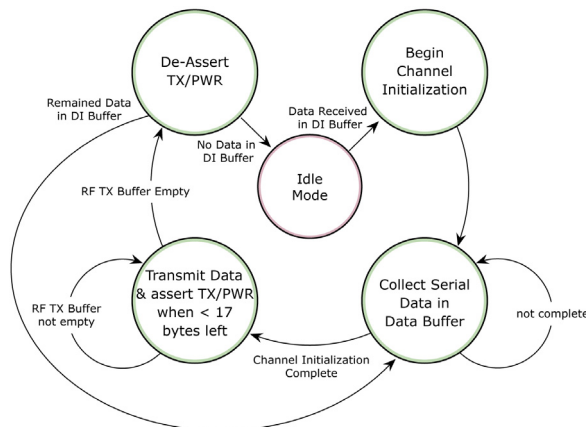 De-Assert
TX/PWR
Begin
Channel
Initialization
Remained Data
in DI Buffer
Data Received
in DI Buffer
No Data in
DI Buffer
Idle
Mode
RF TX Buffer Empty
Transmit Data
& assert TX/PWR
when < 17
bytes left
Collect Serial
Data in
Data Buffer
RF TX Buffer
not empty
not complete
Channel Initialization
Complete